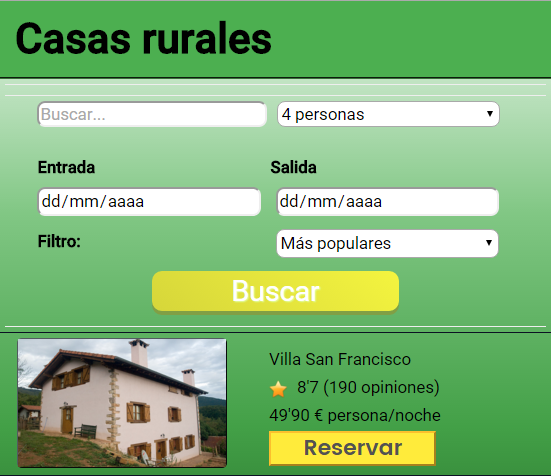 Casas rurales
Buscar... 4 personas
Entrada Salida
dd/mm/aaaa dd/mm/aaaa
Filtro: Más populares
Buscar
Villa San Francisco
8'7 (190 opiniones)
49'90 € persona/noche
Reservar